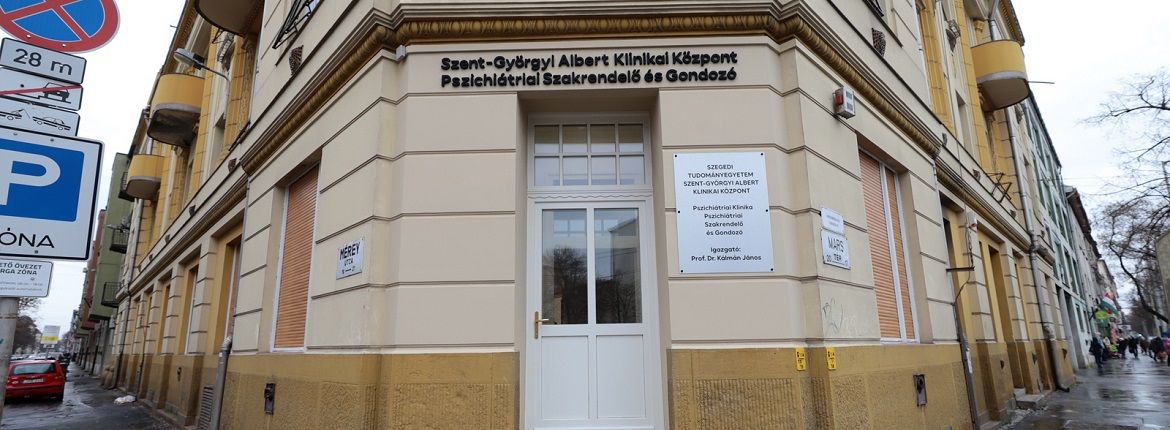 28 m
P
ZÓNA
Szent-Györgyi Albert Klinikai Központ
Pszichiátriai Szakrendelő és Gondozó
SZEGEDI
TUDOMÁNYEGYETEM
SZENT-GYÖRGYI ALBERT
KLINIKAI KÖZPONT
Pszichiátriai Klinika
Pszichiátriai
Szakrendelő
és Gondozó
igazgató:
Prof. Dr. Kálmán János
MÉREY
UTCA
MARS
TÉR